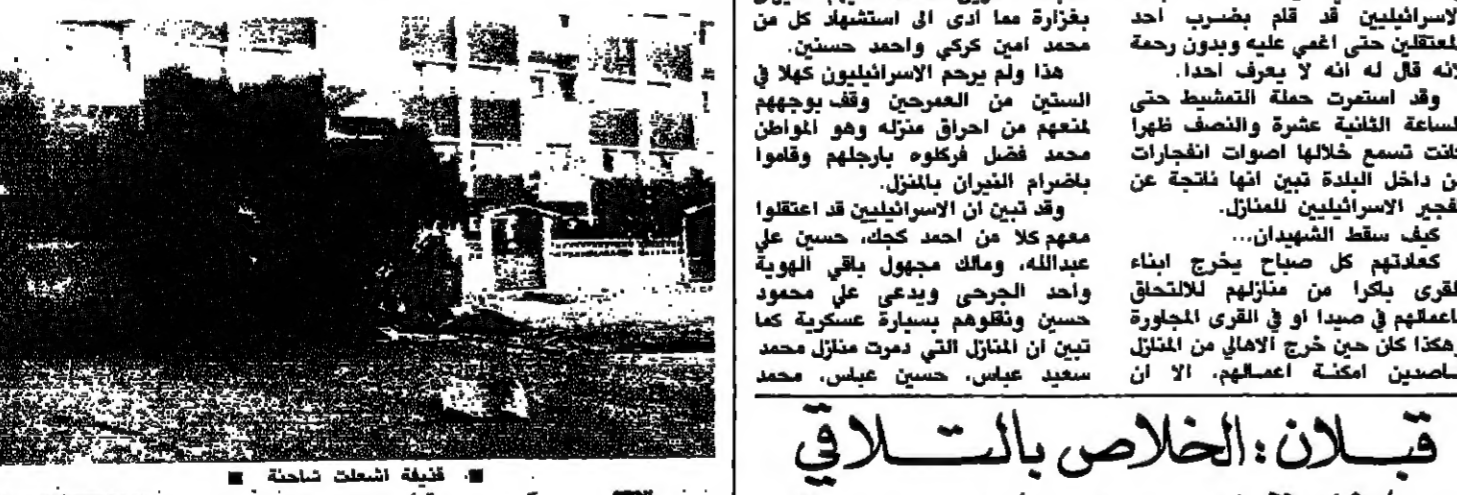 الاسرائيليين قد قام بضرب احد
المعتقلين حتى اغمي عليه وبدون رحمة
لانه قال له انه لا يعرف احدا.
وقد استمرت حملة التمشيط حتى
الساعة الثانية عشرة والنصف ظهرا
كانت تسمع خلالها اصوات انفجارات
من داخل البلدة تبين انها ناتجة عن
تفجير الاسرائيليين للمنازل.
كيف سقط الشهيدان...
كعادتهم كل صباح يخرج ابناء
القرى باكرا من منازلهم للالتحاق
باعمالهم في صيدا او في القرى المجاورة
وهكذا كان حين خرج الاهالي من المنازل
قاصدين امكنة اعمالهم. الا ان
بغزارة مما ادى الى استشهاد كل من
محمد امين كركي واحمد حسنين.
هذا ولم يرحم الاسرائيليون كهلا في
الستين من العمرحين وقف بوجههم
لمنعهم من احراق منزله وهو المواطن
محمد فضل فركلوه بارجلهم وقاموا
باضرام النيران بالمنزل.
وقد تبين ان الاسرائيليين قد اعتقلوا
معهم كلا من احمد كجك، حسين علي
عبدالله، ومالك مجهول باقي الهوية
واحد الجرحى ويدعى علي محمود
حسين ونقلوهم بسيارة عسكرية كما
تبين ان المنازل التي دمرت منازل محمد
سعيد عباس، حسين عباس، محمد
قبلان: الخلاص بالتلاقي
■. قذيفة اشعلت شاحنة ■